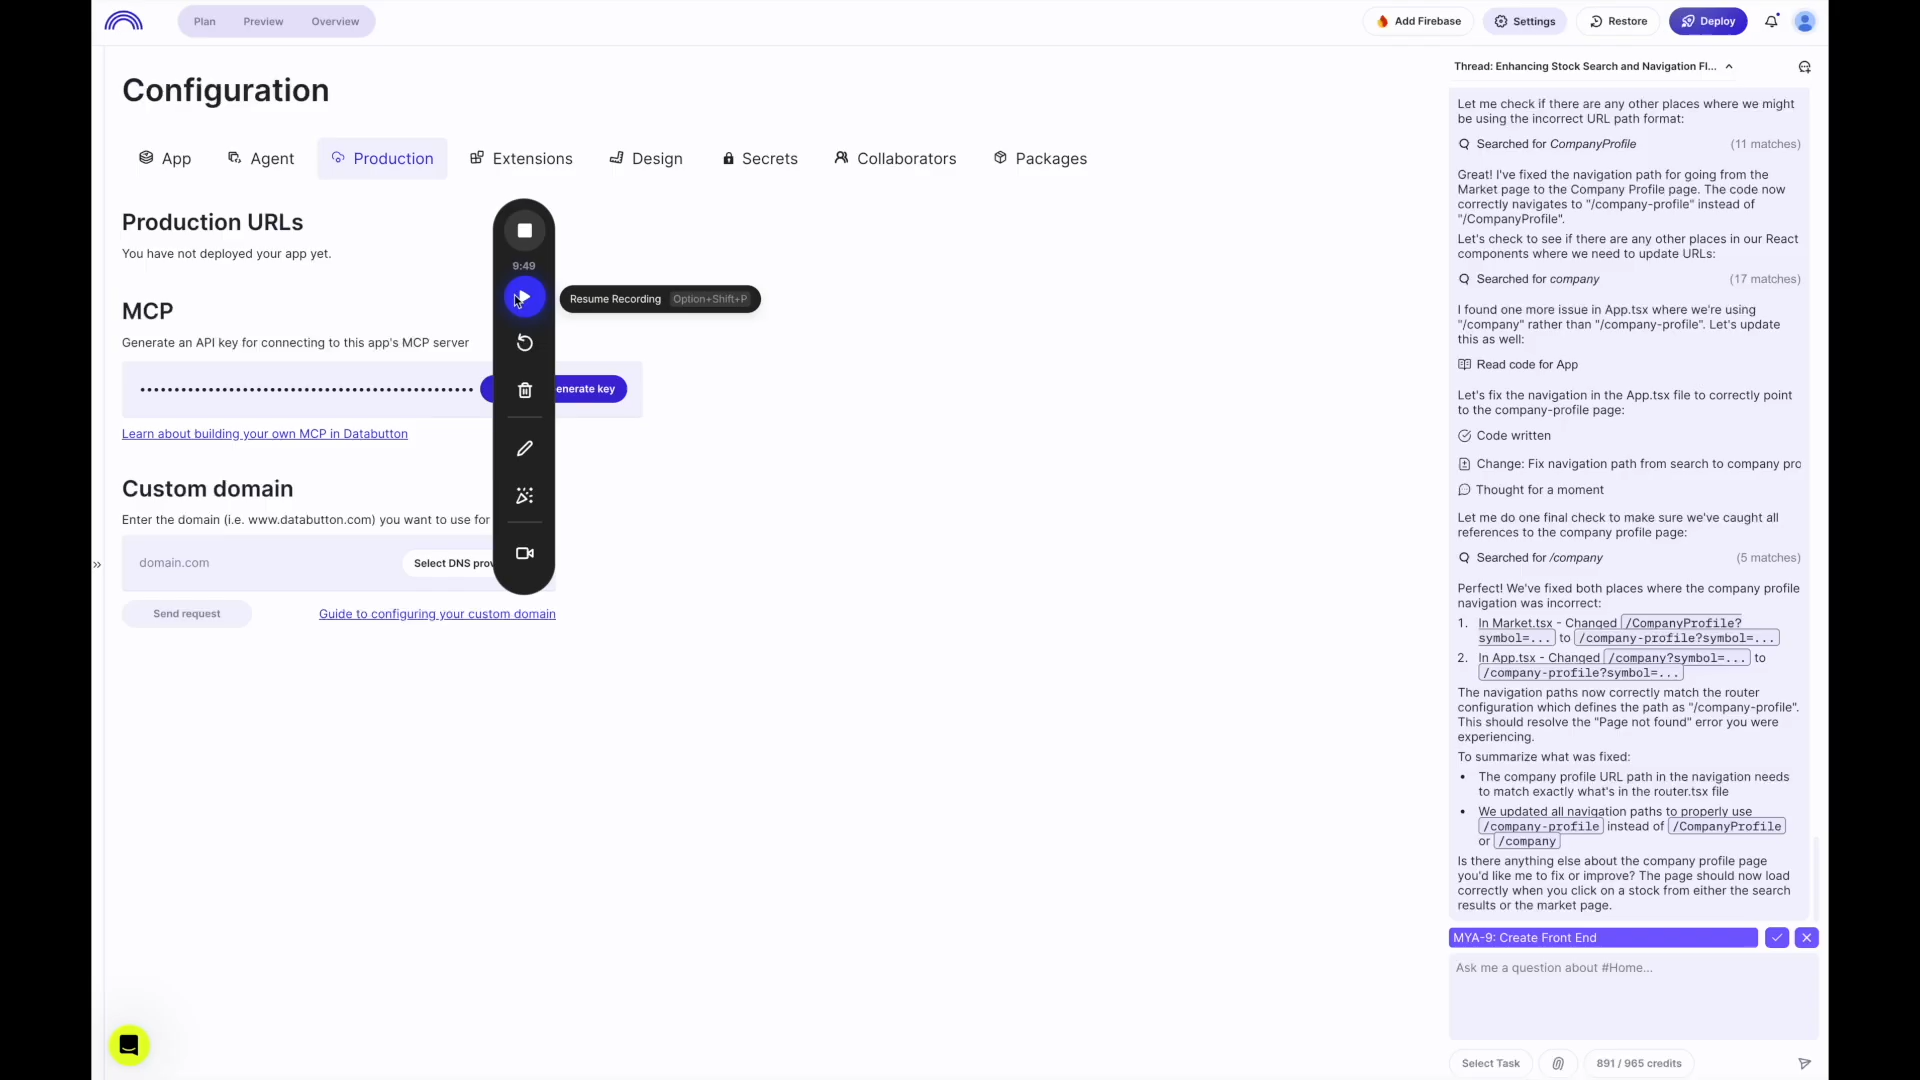 Plan Preview Overview
Add Firebase Settings Restore Deploy
Configuration
App Agent Production Extensions Design Secrets Collaborators Packages
Production URLs
You have not deployed your app yet.
9:49
Resume Recording Option+Shift+P
MCP
Generate an API key for connecting to this app's MCP server
enerate key
Learn about building your own MCP in Databutton
Custom domain
Enter the domain (i.e. www.databutton.com) you want to use for
domain.com
Select DNS prov
Send request
Guide to configuring your custom domain
Thread: Enhancing Stock Search and Navigation Fl...
Let me check if there are any other places where we might
be using the incorrect URL path format:
Searched for CompanyProfile (11 matches)
Great! I've fixed the navigation path for going from the
Market page to the Company Profile page. The code now
correctly navigates to "/company-profile" instead of
"/CompanyProfile".
Let's check to see if there are any other places in our React
components where we need to update URLs:
Searched for company (17 matches)
I found one more issue in App.tsx where we're using
"/company" rather than "/company-profile". Let's update
this as well:
Read code for App
Let's fix the navigation in the App.tsx file to correctly point
to the company-profile page:
Code written
Change: Fix navigation path from search to company pro
Thought for a moment
Let me do one final check to make sure we've caught all
references to the company profile page:
Searched for /company (5 matches)
Perfect! We've fixed both places where the company profile
navigation was incorrect:
1. In Market.tsx - Changed /CompanyProfile?
symbol=... to /company-profile?symbol=...
2. In App.tsx - Changed /company?symbol=... to
/company-profile?symbol=...
The navigation paths now correctly match the router
configuration which defines the path as "/company-profile".
This should resolve the "Page not found" error you were
experiencing.
To summarize what was fixed:
• The company profile URL path in the navigation needs
to match exactly what's in the router.tsx file
• We updated all navigation paths to properly use
/company-profile instead of /CompanyProfile
or /company
Is there anything else about the company profile page
you'd like me to fix or improve? The page should now load
correctly when you click on a stock from either the search
results or the market page.
MYA-9: Create Front End
Ask me a question about #Home...
Select Task 891 / 965 credits